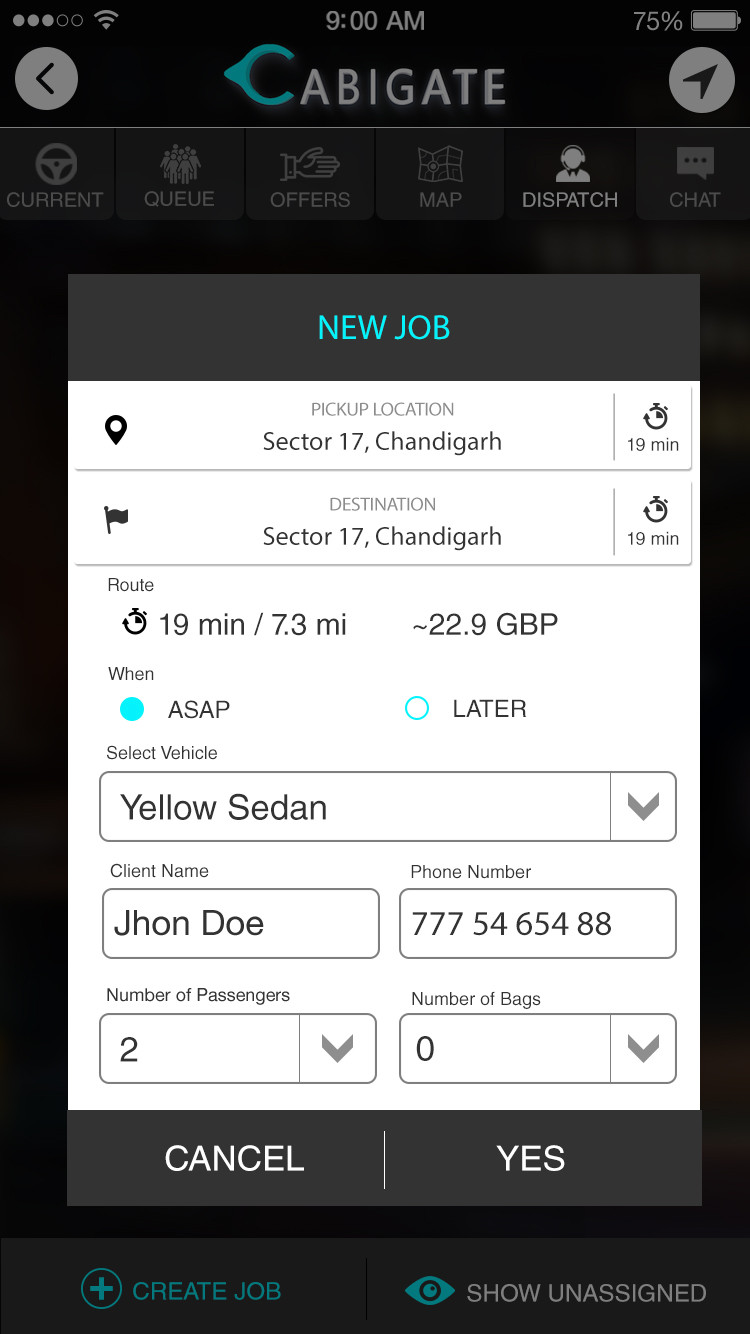 9:00 AM 75%
CABIGATE
CURRENT QUEUE OFFERS MAP DISPATCH CHAT
NEW JOB
PICKUP LOCATION
Sector 17, Chandigarh
19 min
DESTINATION
Sector 17, Chandigarh
19 min
Route
19 min / 7.3 mi ~22.9 GBP
When
ASAP LATER
Select Vehicle
Yellow Sedan
Client Name Phone Number
Jhon Doe 777 54 654 88
Number of Passengers Number of Bags
2 0
CANCEL YES
CREATE JOB SHOW UNASSIGNED